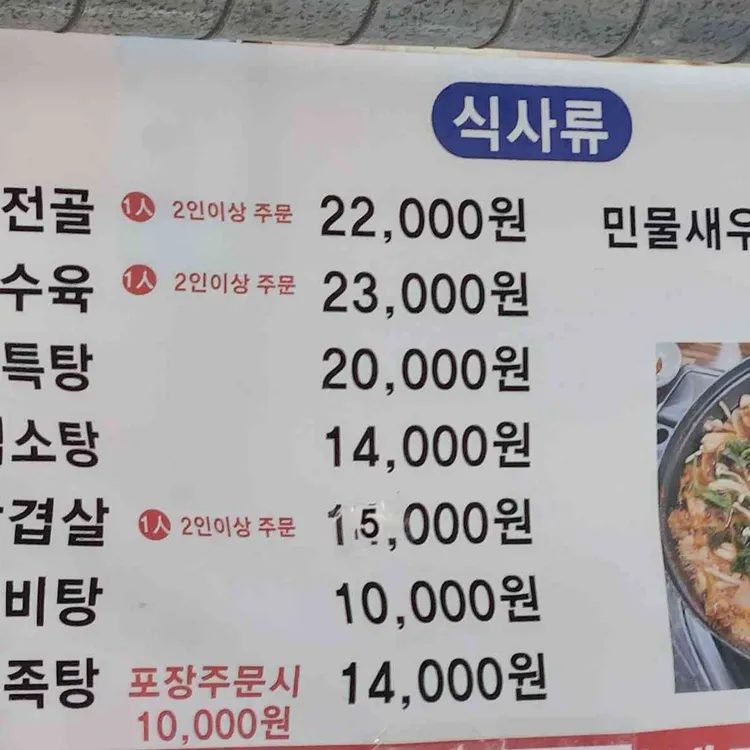 식사류
전골 1人 2인이상 주문 22,000원 민물새우
수육 1人 2인이상 주문 23,000원
특탕 20,000원
소탕 14,000원
겹살 1人 2인이상 주문 15,000원
비탕 10,000원
족탕 포장주문시 14,000원
10,000원